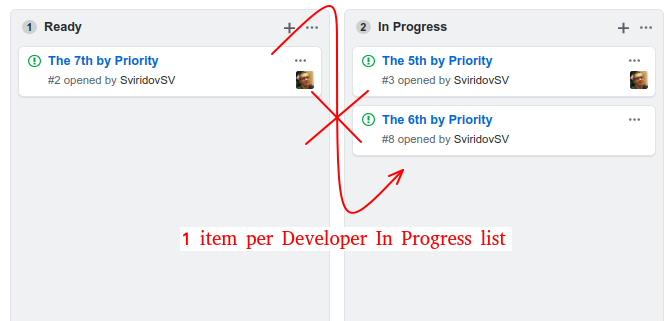 1 Ready
The 7th by Priority
#2 opened by SviridovSV
2 In Progress
The 5th by Priority
#3 opened by SviridovSV
The 6th by Priority
#8 opened by SviridovSV
1 item per Developer In Progress list